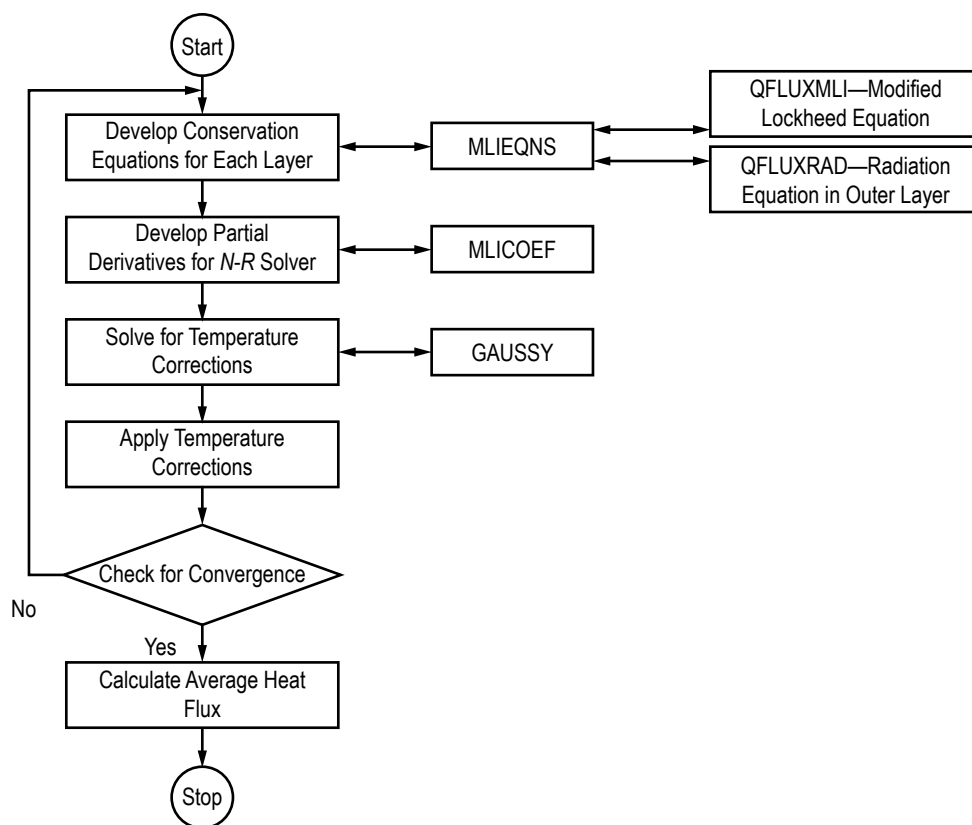 Start
Develop Conservation
Equations for Each Layer
MLIEQNS
QFLUXMLI—Modified
Lockheed Equation
QFLUXRAD—Radiation
Equation in Outer Layer
Develop Partial
Derivatives for N-R Solver
MLICOEF
Solve for Temperature
Corrections
GAUSSY
Apply Temperature
Corrections
Check for Convergence
No
Yes
Calculate Average Heat
Flux
Stop